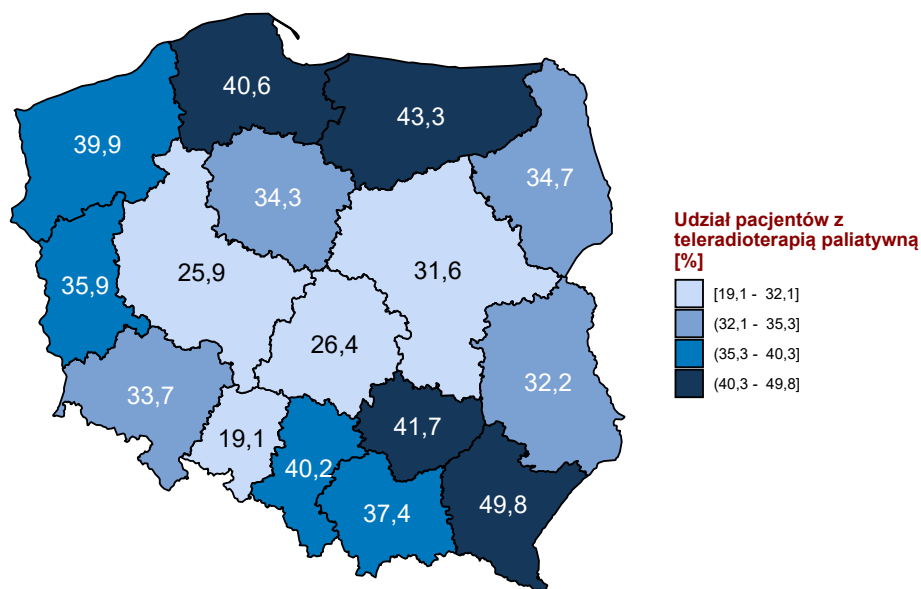 40,6
43,3
39,9
34,7
34,3
25,9
31,6
35,9
26,4
32,2
33,7
41,7
19,1
40,2
49,8
37,4
Udział pacjentów z
teleradioterapią paliatywną
[%]
[19,1 - 32,1]
(32,1 - 35,3]
(35,3 - 40,3]
(40,3 - 49,8]